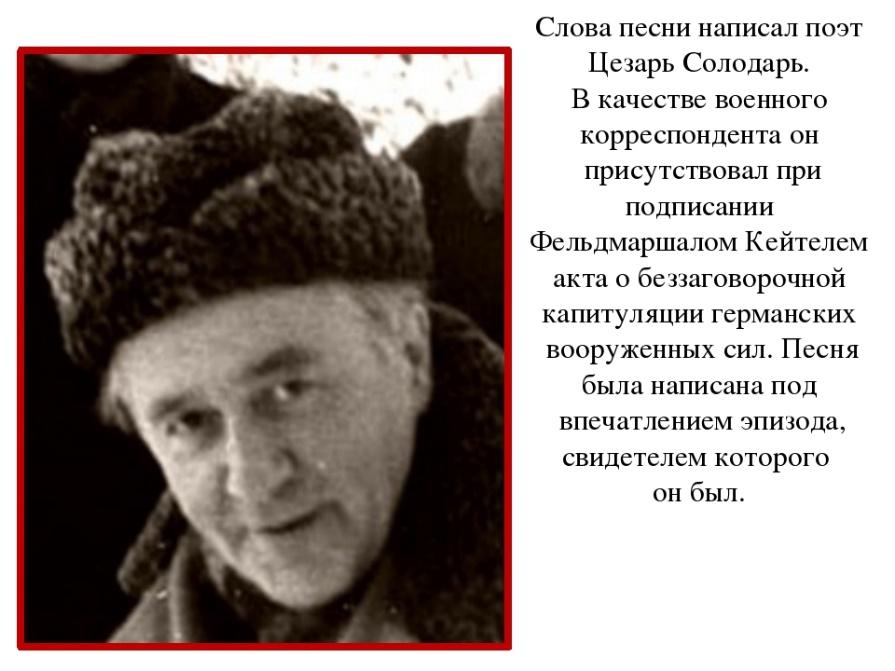 Слова песни написал поэт
Цезарь Солодарь.
В качестве военного
корреспондента он
присутствовал при
подписании
Фельдмаршалом Кейтелем
акта о беззаговорочной
капитуляции германских
вооруженных сил. Песня
была написана под
впечатлением эпизода,
свидетелем которого
он был.